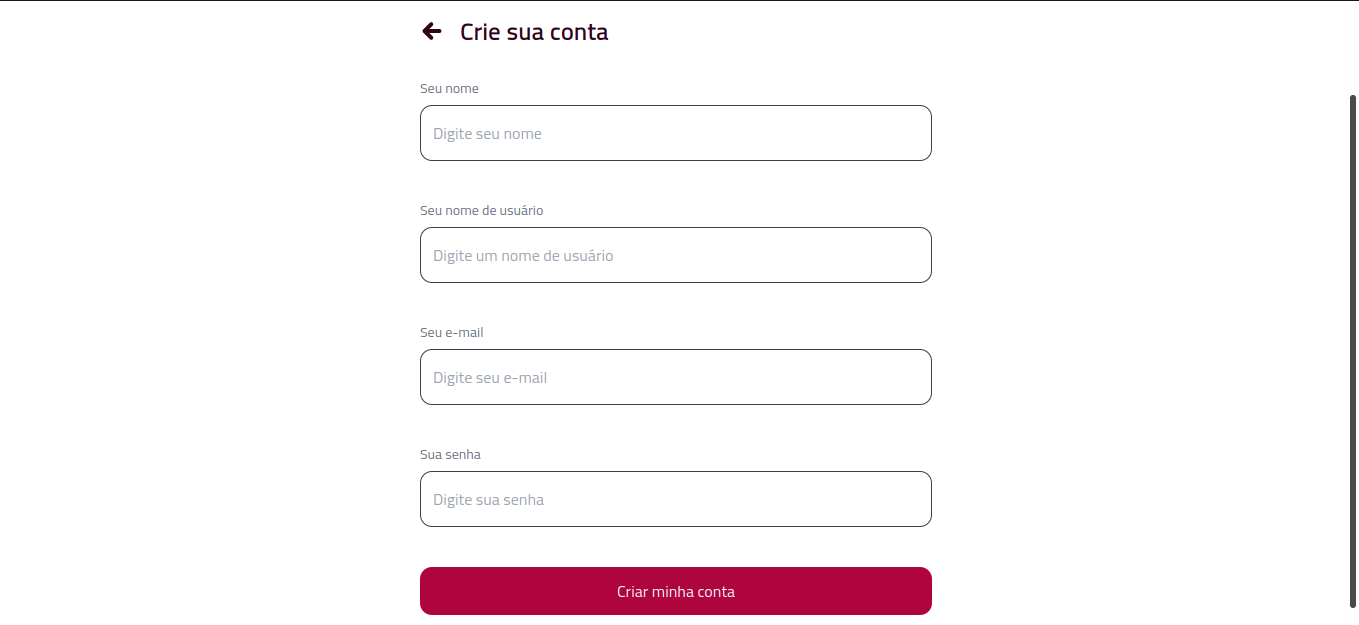 Crie sua conta
Seu nome
Digite seu nome
Seu nome de usuário
Digite um nome de usuário
Seu e-mail
Digite seu e-mail
Sua senha
Digite sua senha
Criar minha conta